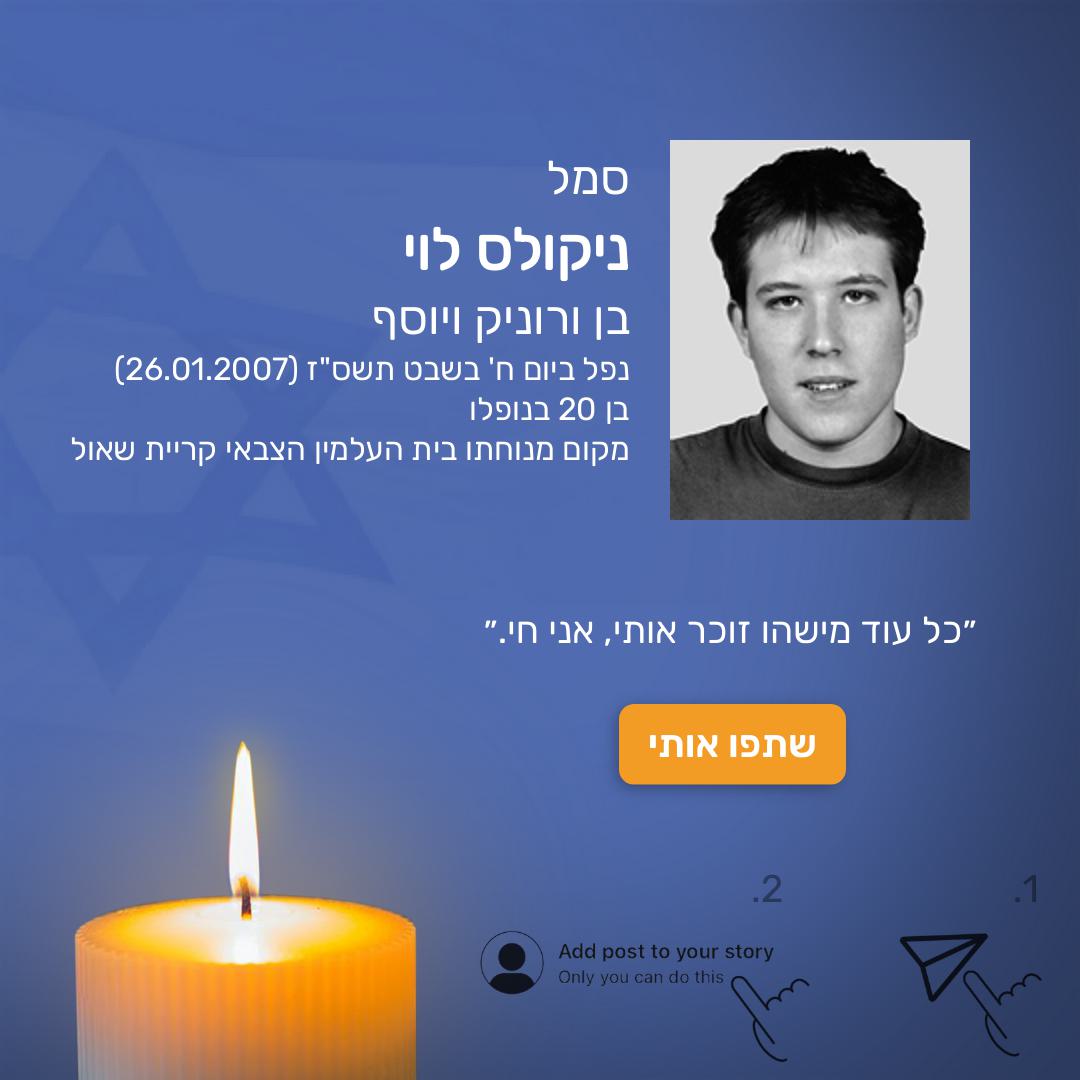 סמל
ניקולס לוי
בן ורוניק ויוסף
נפל ביום ח' בשבט תשס"ז (26.01.2007)
בן 20 בנופלו
מקום מנוחתו בית העלמין הצבאי קריית שאול
״כל עוד מישהו זוכר אותי, אני חי.״
שתפו אותי
1.
2.
Add post to your story
Only you can do this